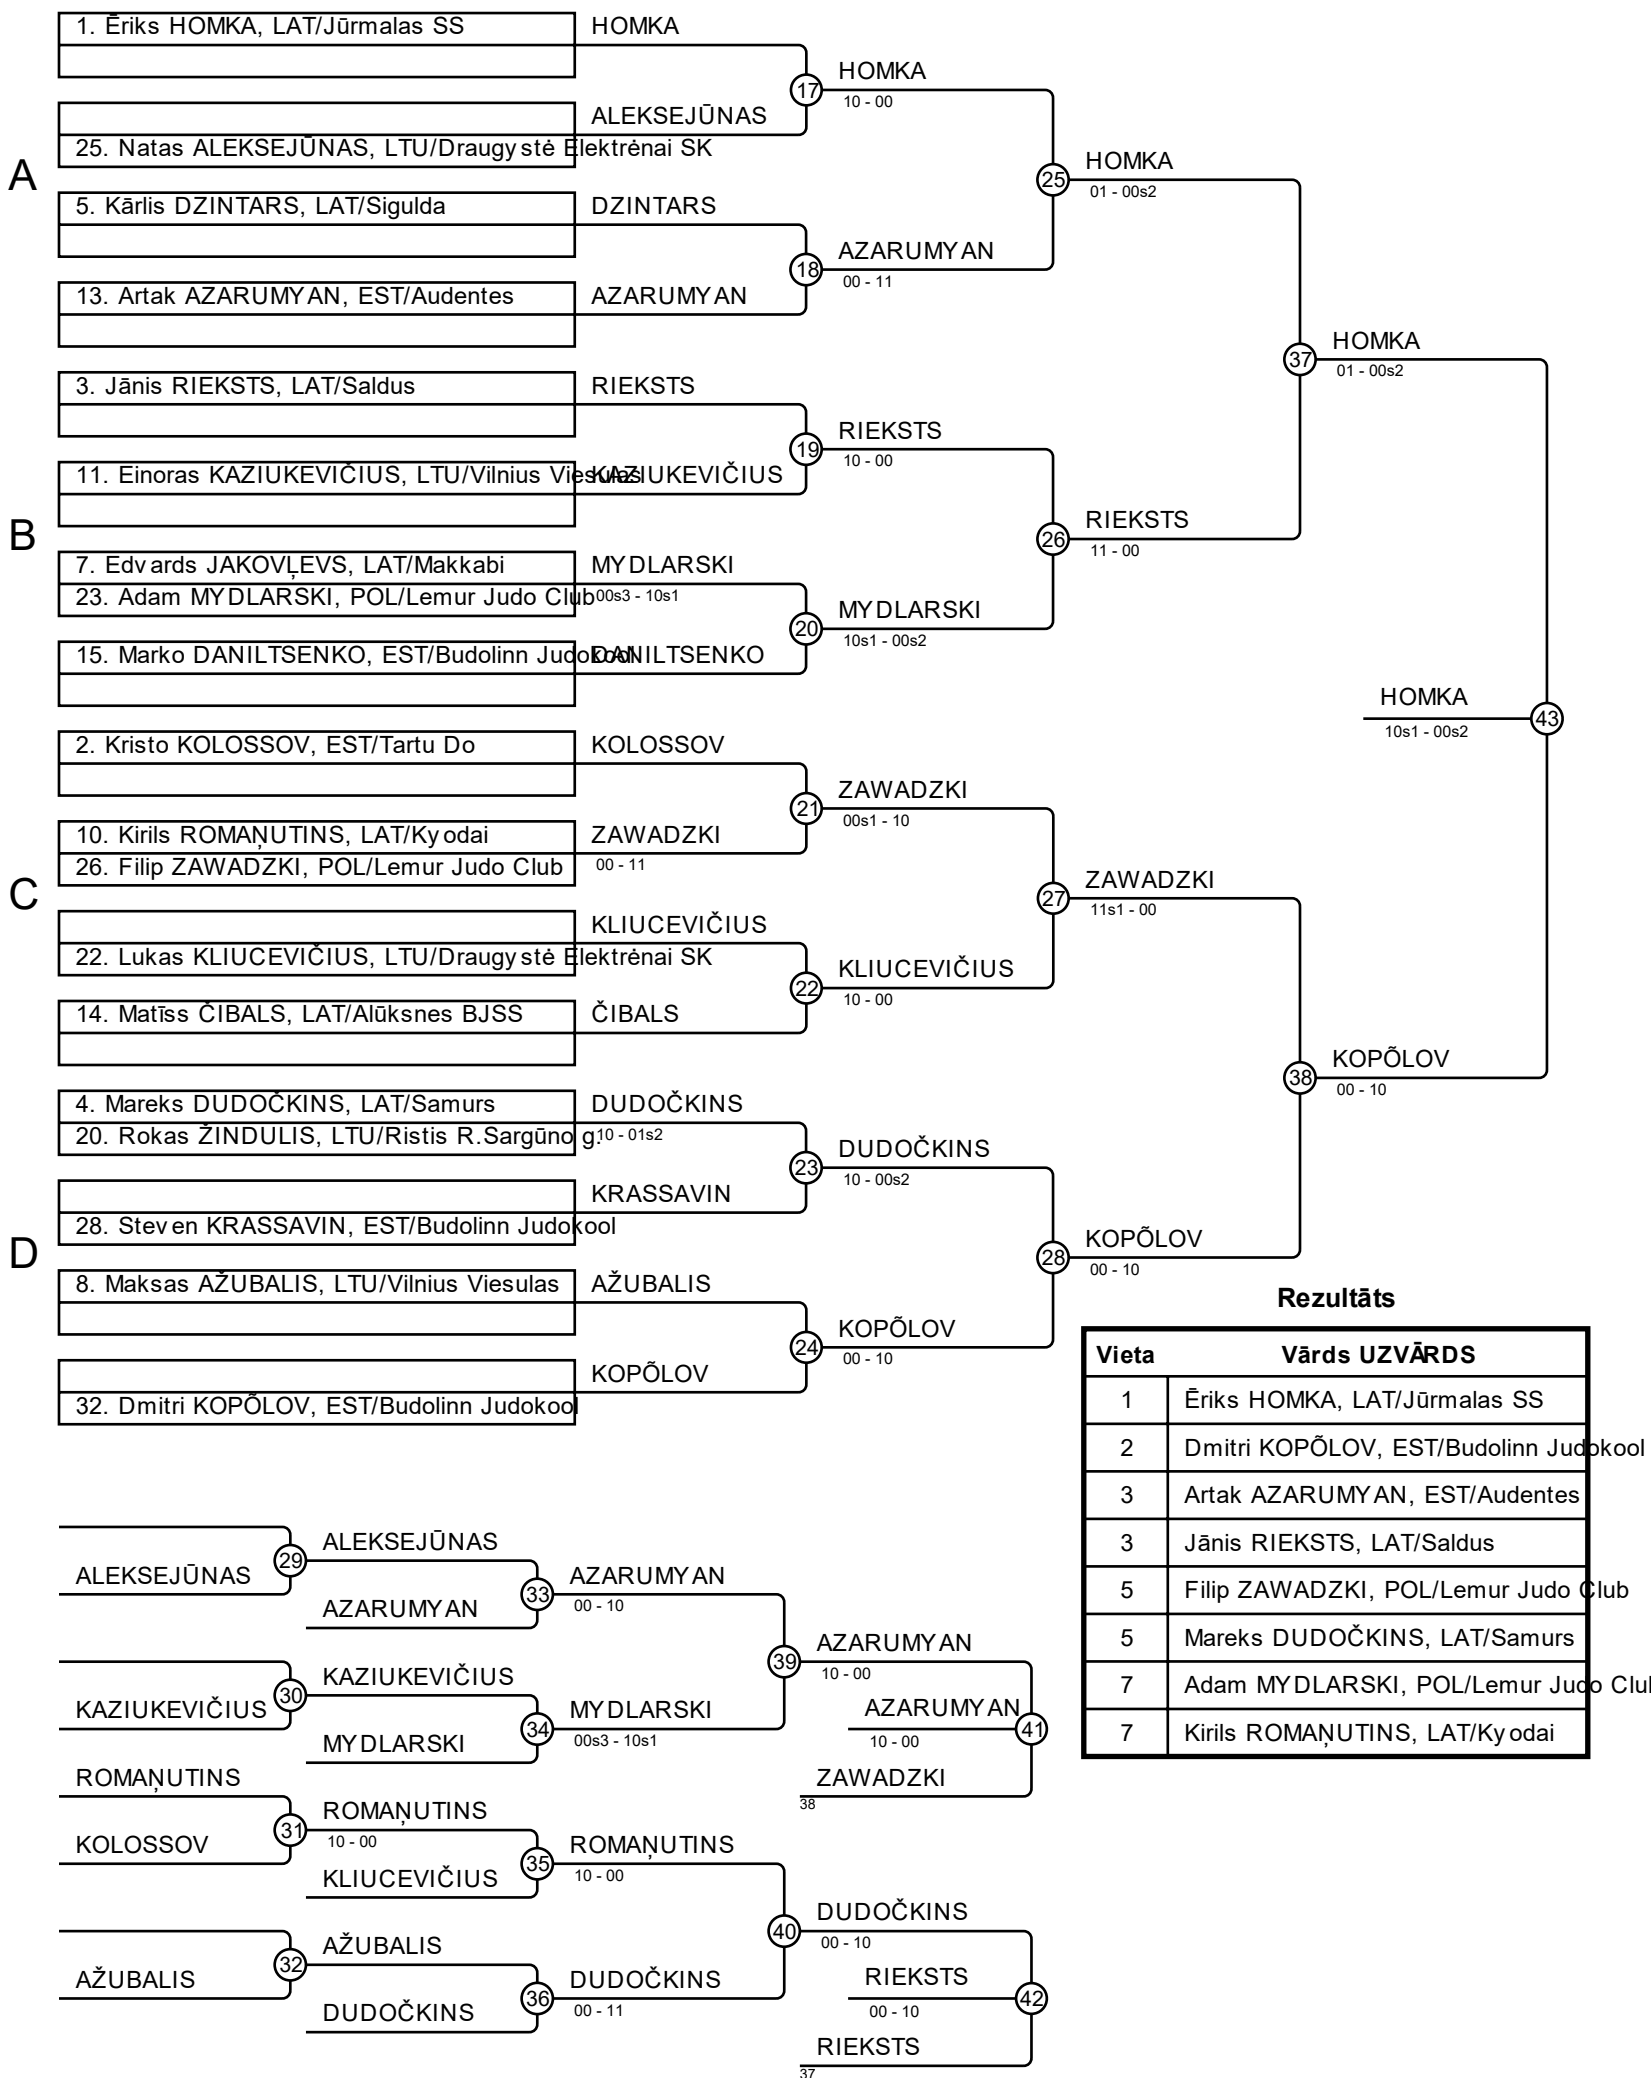 A
1. Ēriks HOMKA, LAT/Jūrmalas SS
25. Natas ALEKSEJŪNAS, LTU/Draugystė Elektrėnai SK
5. Kārlis DZINTARS, LAT/Sigulda
13. Artak AZARUMYAN, EST/Audentes
B
3. Jānis RIEKSTS, LAT/Saldus
11. Einoras KAZIUKEVIČIUS, LTU/Vilnius Viesulas
7. Edvards JAKOVĻEVS, LAT/Makkabi
23. Adam MYDLARSKI, POL/Lemur Judo Club
15. Marko DANILTSENKO, EST/Budolinn Judokool
C
2. Kristo KOLOSSOV, EST/Tartu Do
10. Kirils ROMAŅUTINS, LAT/Kyodai
26. Filip ZAWADZKI, POL/Lemur Judo Club
22. Lukas KLIUCEVIČIUS, LTU/Draugystė Elektrėnai SK
14. Matīss ČIBALS, LAT/Alūksnes BJSS
D
4. Mareks DUDOČKINS, LAT/Samurs
20. Rokas ŽINDULIS, LTU/Ristis R.Sargūno g.
28. Steven KRASSAVIN, EST/Budolinn Judokool
8. Maksas AŽUBALIS, LTU/Vilnius Viesulas
32. Dmitri KOPÕLOV, EST/Budolinn Judokool
HOMKA
ALEKSEJŪNAS
DZINTARS
AZARUMYAN
RIEKSTS
KAZIUKEVIČIUS
MYDLARSKI
00s3 - 10s1
DANILTSENKO
KOLOSSOV
ZAWADZKI
00 - 11
KLIUCEVIČIUS
ČIBALS
DUDOČKINS
10 - 01s2
KRASSAVIN
AŽUBALIS
KOPÕLOV
17
HOMKA
10 - 00
18
AZARUMYAN
00 - 11
19
RIEKSTS
10 - 00
20
MYDLARSKI
10s1 - 00s2
21
ZAWADZKI
00s1 - 10
22
KLIUCEVIČIUS
10 - 00
23
DUDOČKINS
10 - 00s2
24
KOPÕLOV
00 - 10
25
HOMKA
01 - 00s2
26
RIEKSTS
11 - 00
27
ZAWADZKI
11s1 - 00
28
KOPÕLOV
00 - 10
37
HOMKA
01 - 00s2
38
KOPÕLOV
00 - 10
HOMKA
43
10s1 - 00s2
Rezultāts
Vieta Vārds UZVĀRDS
1 Ēriks HOMKA, LAT/Jūrmalas SS
2 Dmitri KOPÕLOV, EST/Budolinn Judokool
3 Artak AZARUMYAN, EST/Audentes
3 Jānis RIEKSTS, LAT/Saldus
5 Filip ZAWADZKI, POL/Lemur Judo Club
5 Mareks DUDOČKINS, LAT/Samurs
7 Adam MYDLARSKI, POL/Lemur Judo Club
7 Kirils ROMAŅUTINS, LAT/Kyodai
ALEKSEJŪNAS
KAZIUKEVIČIUS
ROMAŅUTINS
KOLOSSOV
AŽUBALIS
29
ALEKSEJŪNAS
AZARUMYAN
30
KAZIUKEVIČIUS
MYDLARSKI
31
ROMAŅUTINS
10 - 00
KLIUCEVIČIUS
32
AŽUBALIS
DUDOČKINS
33
AZARUMYAN
00 - 10
34
MYDLARSKI
00s3 - 10s1
35
ROMAŅUTINS
10 - 00
36
DUDOČKINS
00 - 11
39
AZARUMYAN
10 - 00
AZARUMYAN
41
10 - 00
ZAWADZKI
38
40
DUDOČKINS
00 - 10
RIEKSTS
42
00 - 10
RIEKSTS
37